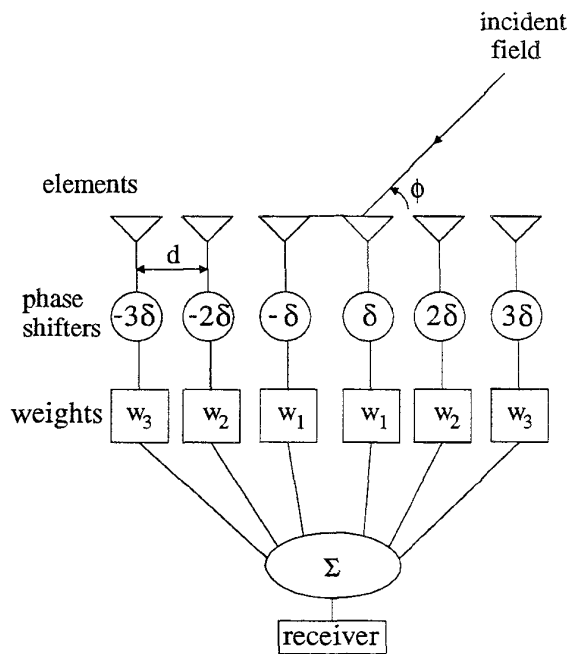 incident
field
elements
ϕ
d
phase
shifters
-3δ -2δ -δ δ 2δ 3δ
weights
w₃ w₂ w₁ w₁ w₂ w₃
Σ
receiver